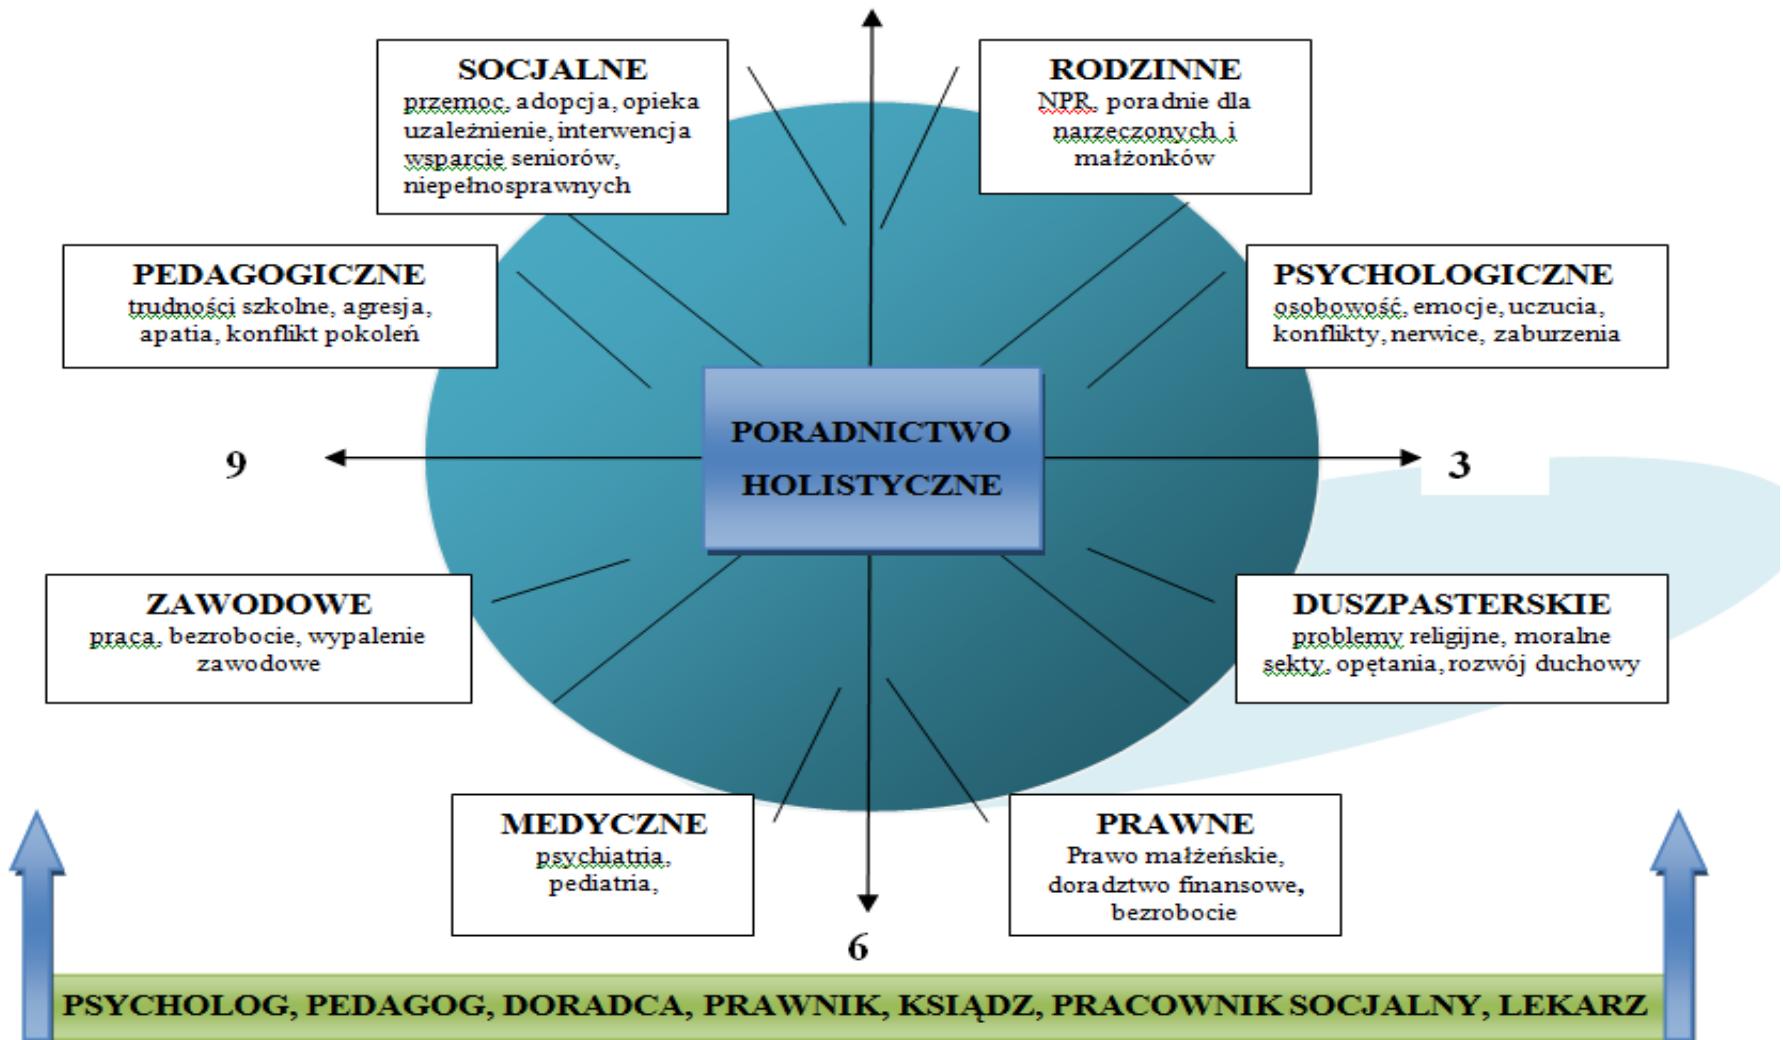 SOCJALNE
przemoc, adopcja, opieka
uzależnienie, interwencja
wsparcie seniorów,
niepełnosprawnych
RODZINNE
NPR, poradnie dla
narzeczonych i
małżonków
PEDAGOGICZNE
trudności szkolne, agresja,
apatia, konflikt pokoleń
PSYCHOLOGICZNE
osobowość, emocje, uczucia,
konflikty, nerwice, zaburzenia
PORADNICTWO
HOLISTYCZNE
9
3
ZAWODOWE
praca, bezrobocie, wypalenie
zawodowe
DUSZPASTERSKIE
problemy religijne, moralne
sekty, opętania, rozwój duchowy
MEDYCZNE
psychiatria,
pediatria,
PRAWNE
Prawo małżeńskie,
doradztwo finansowe,
bezrobocie
6
PSYCHOLOG, PEDAGOG, DORADCA, PRAWNIK, KSIĄDZ, PRACOWNIK SOCJALNY, LEKARZ